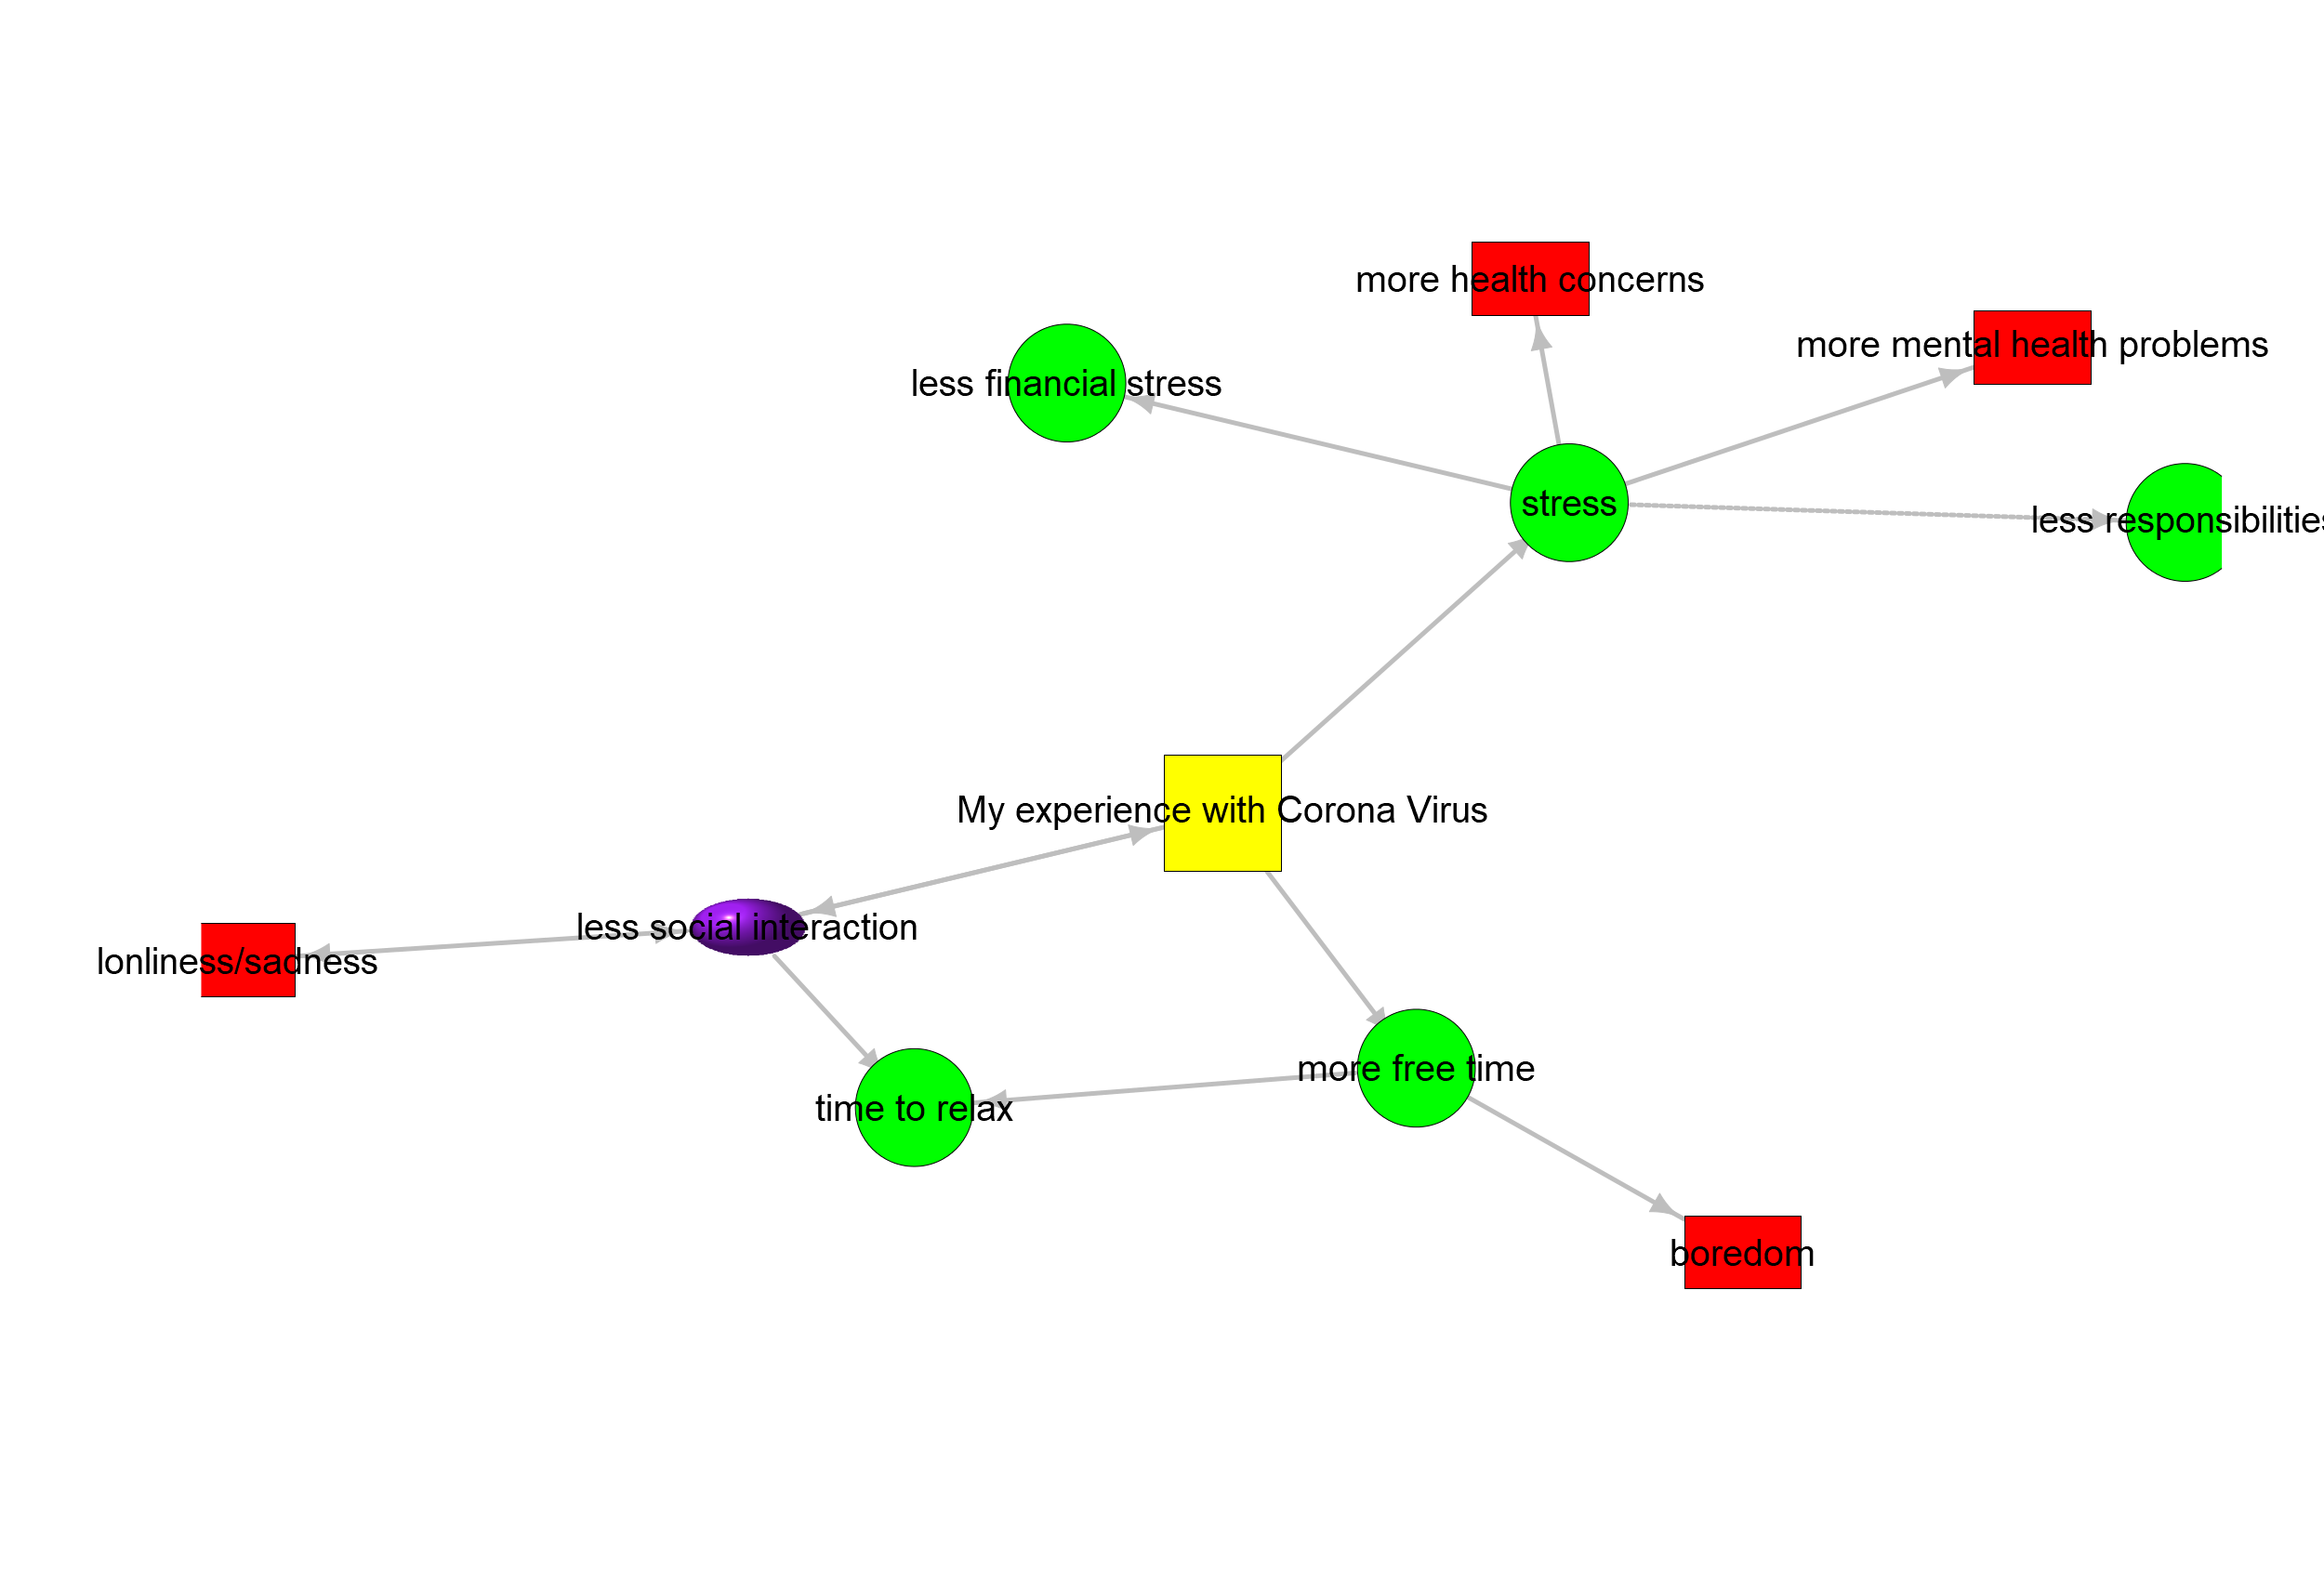 more health concerns
more mental health problems
less financial stress
stress
less responsibilities
My experience with Corona Virus
less social interaction
lonliness/sadness
more free time
time to relax
boredom